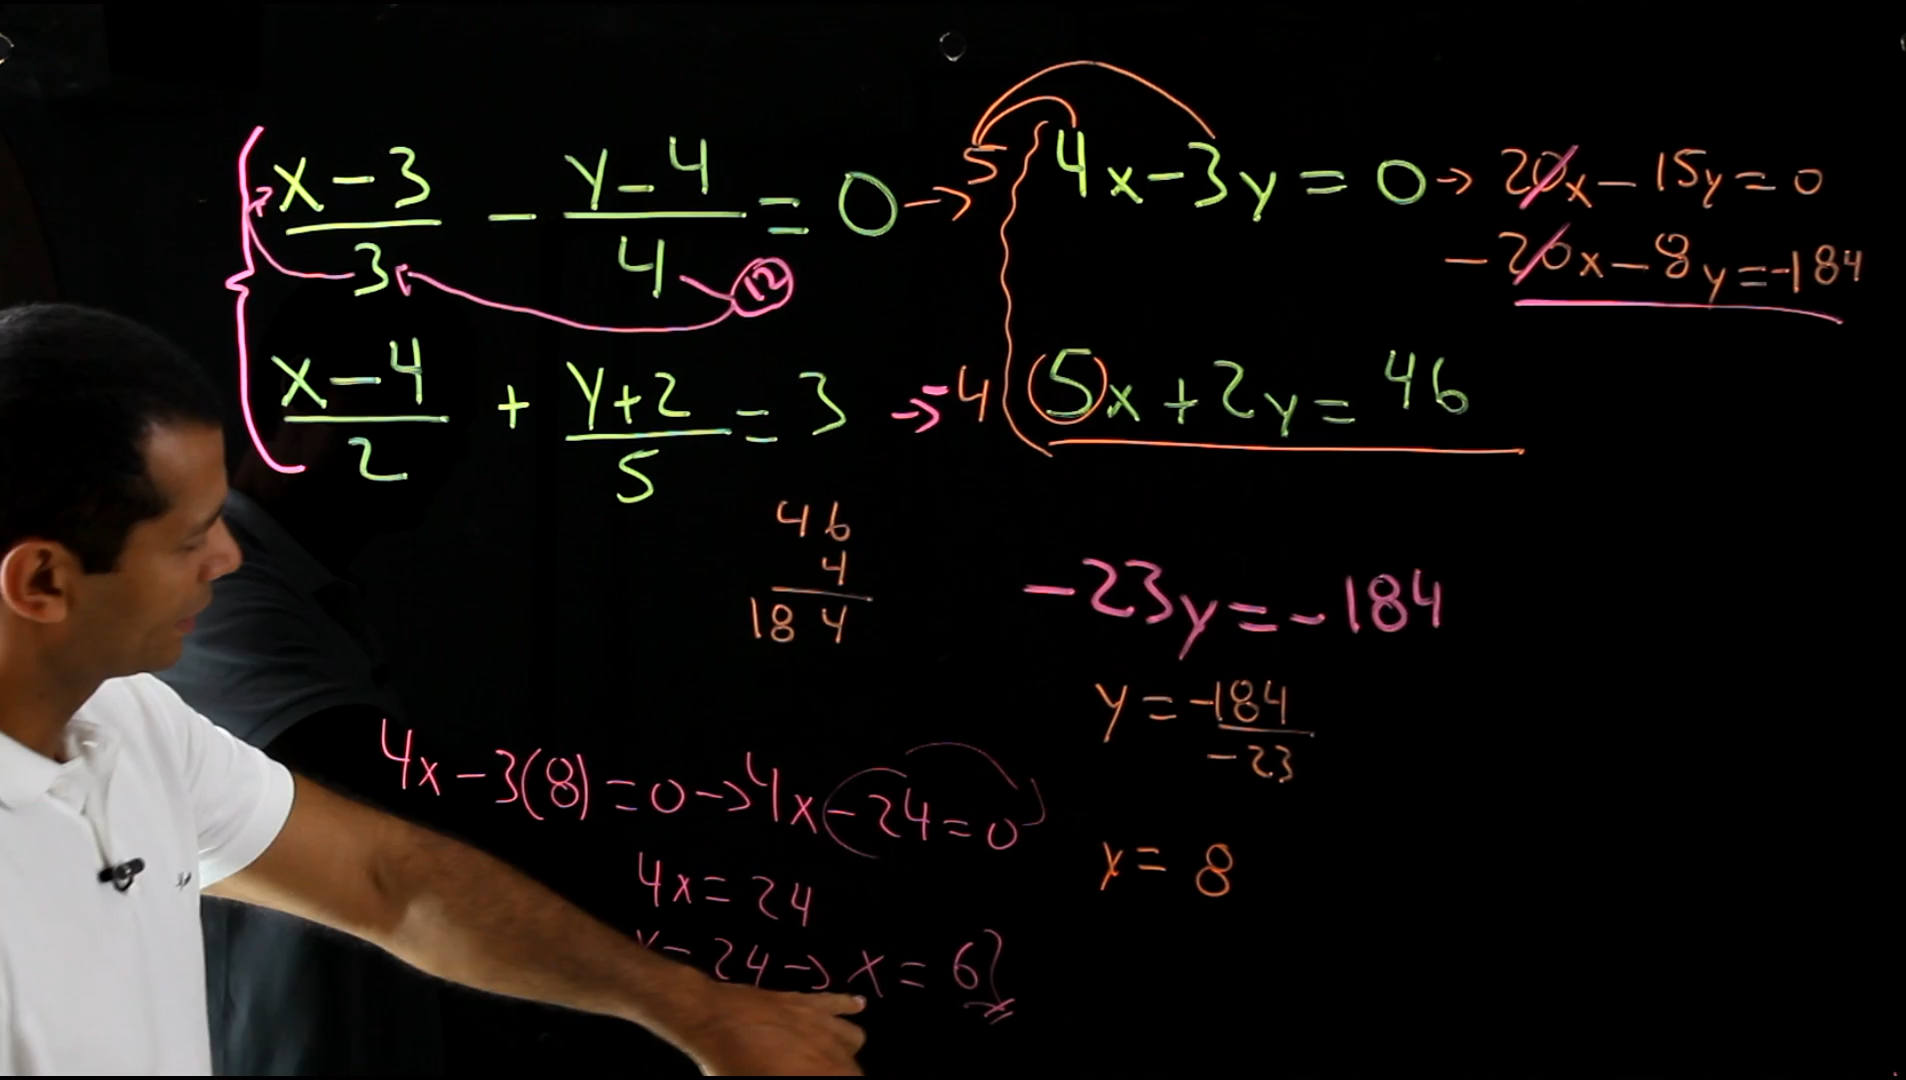 x-3/3 - y-4/4 = 0 → 5 4x-3y=0 → 20x-15y=0
12
-20x-8y=-184
x-4/2 + y+2/5 = 3 → -4 5x+2y=46
46
4
184
-23y=-184
y=-184/-23
y=8
4x-3(8)=0→4x-24=0
4x=24
24→x=6